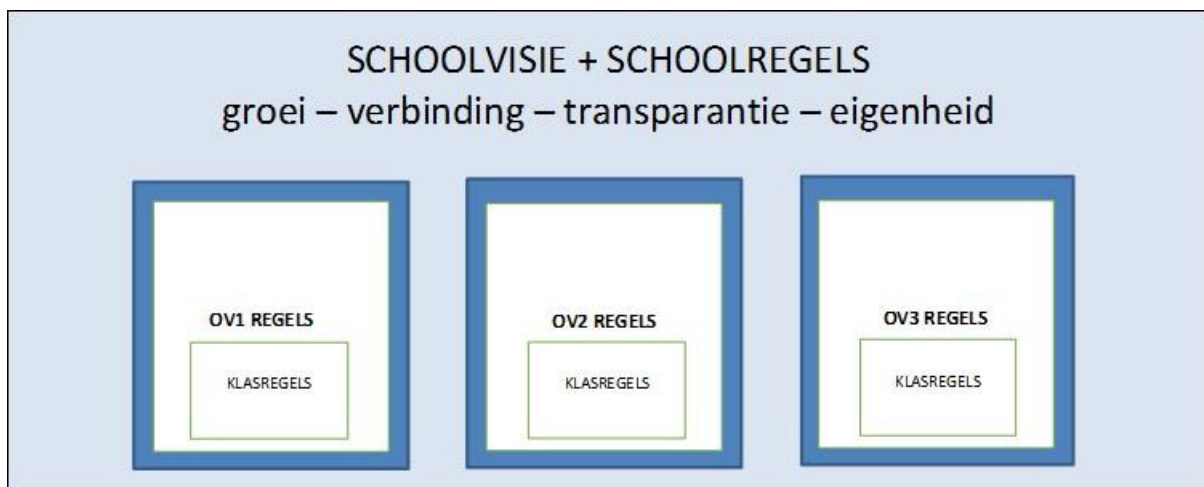 SCHOOLVISIE + SCHOOLREGELS
groei – verbinding – transparantie – eigenheid
OV1 REGELS
KLASREGELS
OV2 REGELS
KLASREGELS
OV3 REGELS
KLASREGELS